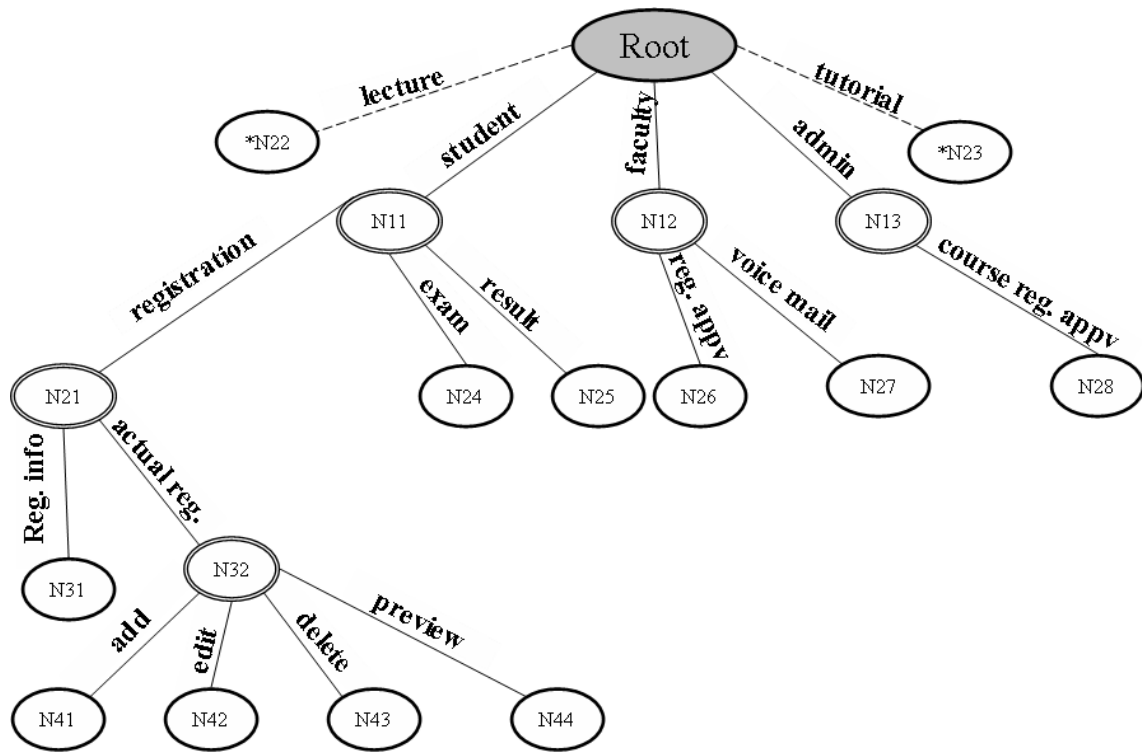 Root
lecture
tutorial
student
faculty
admin
*N22
*N23
N11
N12
N13
registration
exam
result
reg. appv
voice mail
course reg. appv
N21
N24
N25
N26
N27
N28
Reg. info
actual reg.
N31
N32
add
edit
delete
preview
N41
N42
N43
N44